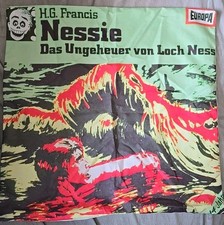 H.G. Francis
EUROPA
Nessie
Das Ungeheuer von Loch Ness